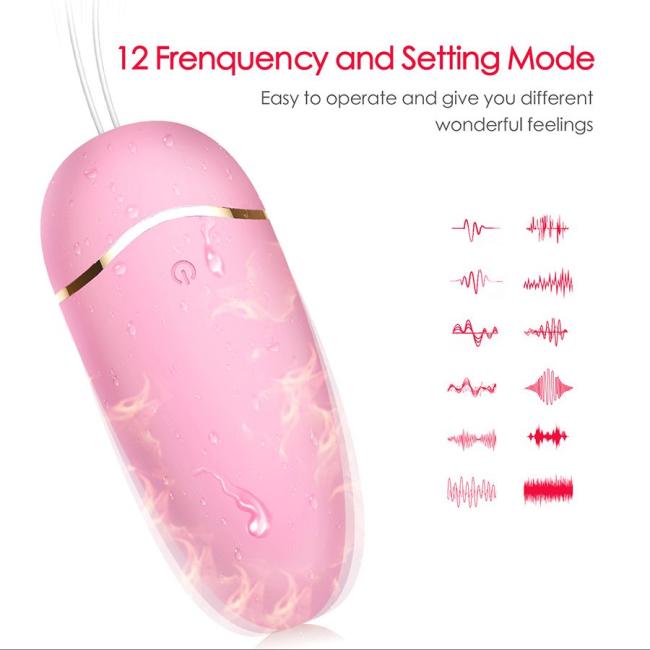 12 Frenquency and Setting Mode
Easy to operate and give you different
wonderful feelings